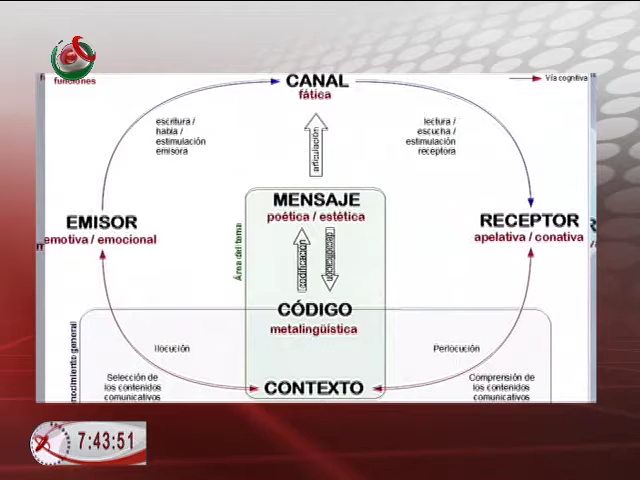 funciones
CANAL
fática
Vía cognitiva
escritura /
habla /
estimulación
emisora
lectura /
escucha /
estimulación
receptora
articulación
MENSAJE
poética / estética
EMISOR
emotiva / emocional
RECEPTOR
apelativa / conativa
Área del tema
codificación
decodificación
CÓDIGO
metalingüística
Ilocución
Perlocución
Selección de
los contenidos
comunicativos
Comprensión de
los contenidos
comunicativos
CONTEXTO
nocimiento general
7:43:51